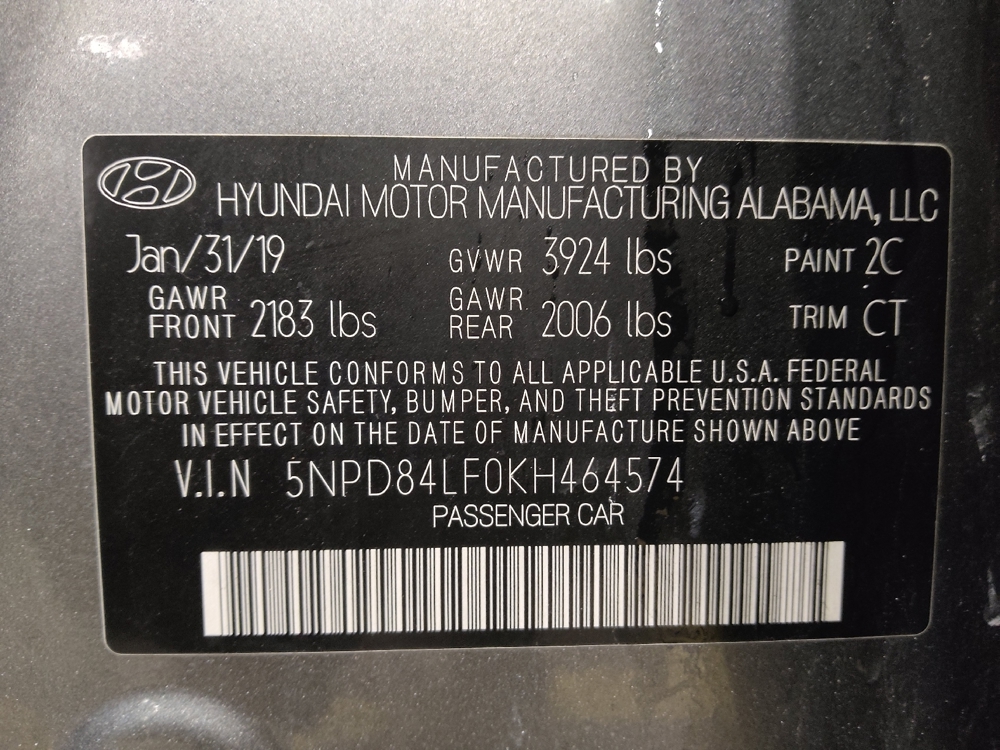 MANUFACTURED BY
HYUNDAI MOTOR MANUFACTURING ALABAMA, LLC
Jan/31/19 GVWR 3924 lbs PAINT 2C
GAWR FRONT 2183 lbs GAWR REAR 2006 lbs TRIM CT
THIS VEHICLE CONFORMS TO ALL APPLICABLE U.S.A. FEDERAL
MOTOR VEHICLE SAFETY, BUMPER, AND THEFT PREVENTION STANDARDS
IN EFFECT ON THE DATE OF MANUFACTURE SHOWN ABOVE
V.I.N 5NPD84LF0KH464574
PASSENGER CAR